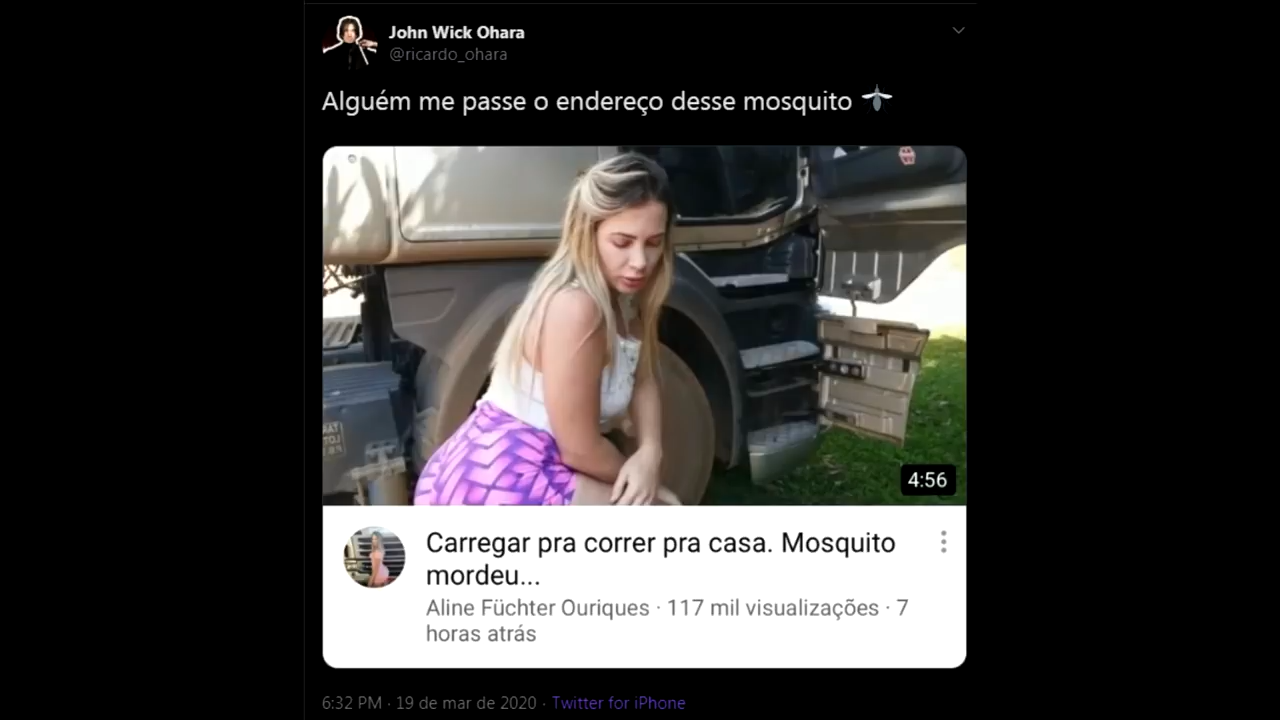 John Wick Ohara
@ricardo_ohara
Alguém me passe o endereço desse mosquito 🦟
4:56
Carregar pra correr pra casa. Mosquito
mordeu...
Aline Füchter Ouriques · 117 mil visualizações · 7
horas atrás
6:32 PM · 19 de mar de 2020 · Twitter for iPhone